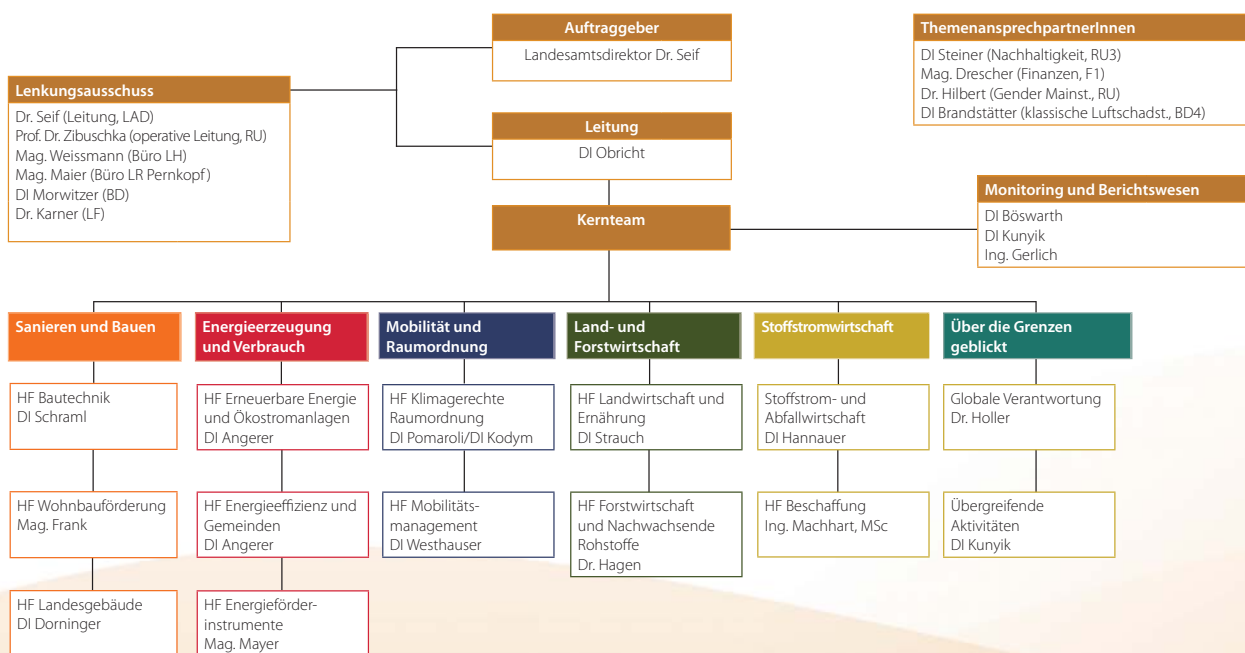 Auftraggeber
Landesamtsdirektor Dr. Seif
ThemenansprechpartnerInnen
DI Steiner (Nachhaltigkeit, RU3)
Mag. Drescher (Finanzen, F1)
Dr. Hilbert (Gender Mainst., RU)
DI Brandstätter (klassische Luftschadst., BD4)
Lenkungsausschuss
Dr. Seif (Leitung, LAD)
Prof. Dr. Zibuschka (operative Leitung, RU)
Mag. Weissmann (Büro LH)
Mag. Maier (Büro LR Pernkopf)
DI Morwitzer (BD)
Dr. Karner (LF)
Leitung
DI Obricht
Kernteam
Monitoring und Berichtswesen
DI Böswarth
DI Kunyik
Ing. Gerlich
Sanieren und Bauen
HF Bautechnik
DI Schraml
HF Wohnbauförderung
Mag. Frank
HF Landesgebäude
DI Dorninger
Energieerzeugung
und Verbrauch
HF Erneuerbare Energie
und Ökostromanlagen
DI Angerer
HF Energieeffizienz und
Gemeinden
DI Angerer
HF Energieförder-
instrumente
Mag. Mayer
Mobilität und
Raumordnung
HF Klimagerechte
Raumordnung
DI Pomaroli/DI Kodym
HF Mobilitäts-
management
DI Westhauser
Land- und
Forstwirtschaft
HF Landwirtschaft und
Ernährung
DI Strauch
HF Forstwirtschaft
und Nachwachsende
Rohstoffe
Dr. Hagen
Stoffstromwirtschaft
Stoffstrom- und
Abfallwirtschaft
DI Hannauer
HF Beschaffung
Ing. Machhart, MSc
Über die Grenzen
geblickt
Globale Verantwortung
Dr. Holler
Übergreifende
Aktivitäten
DI Kunyik